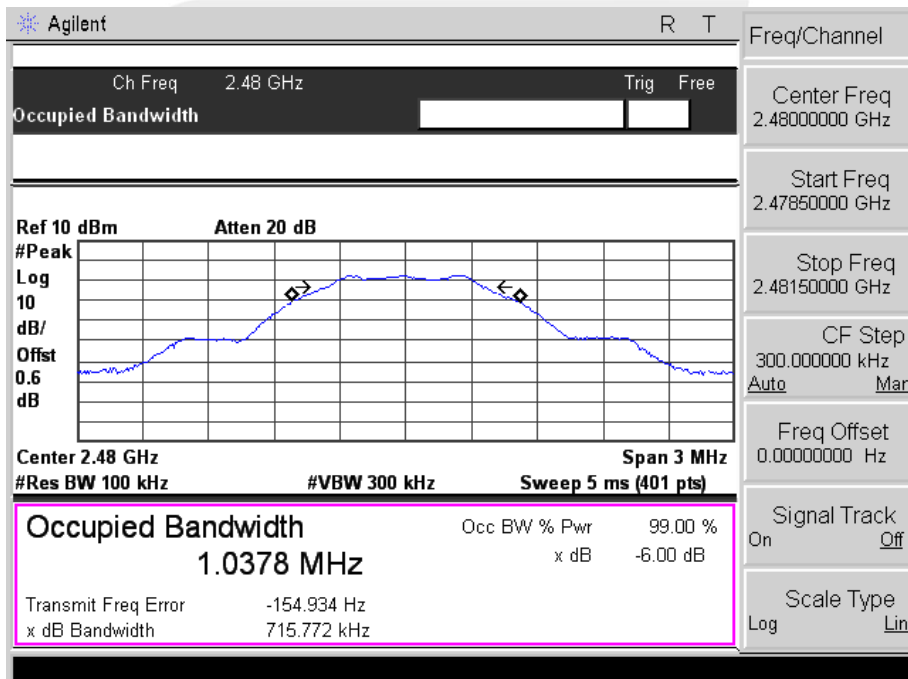 Agilent R T
Freq/Channel
Ch Freq 2.48 GHz Trig Free
Occupied Bandwidth
Center Freq
2.48000000 GHz
Start Freq
2.47850000 GHz
Stop Freq
2.48150000 GHz
CF Step
300.000000 kHz
Auto Man
Freq Offset
0.00000000 Hz
Signal Track
On Off
Scale Type
Log Lin
Ref 10 dBm Atten 20 dB
#Peak
Log
10
dB/
Offst
0.6
dB
Center 2.48 GHz Span 3 MHz
#Res BW 100 kHz #VBW 300 kHz Sweep 5 ms (401 pts)
Occupied Bandwidth Occ BW % Pwr 99.00 %
1.0378 MHz x dB -6.00 dB
Transmit Freq Error -154.934 Hz
x dB Bandwidth 715.772 kHz